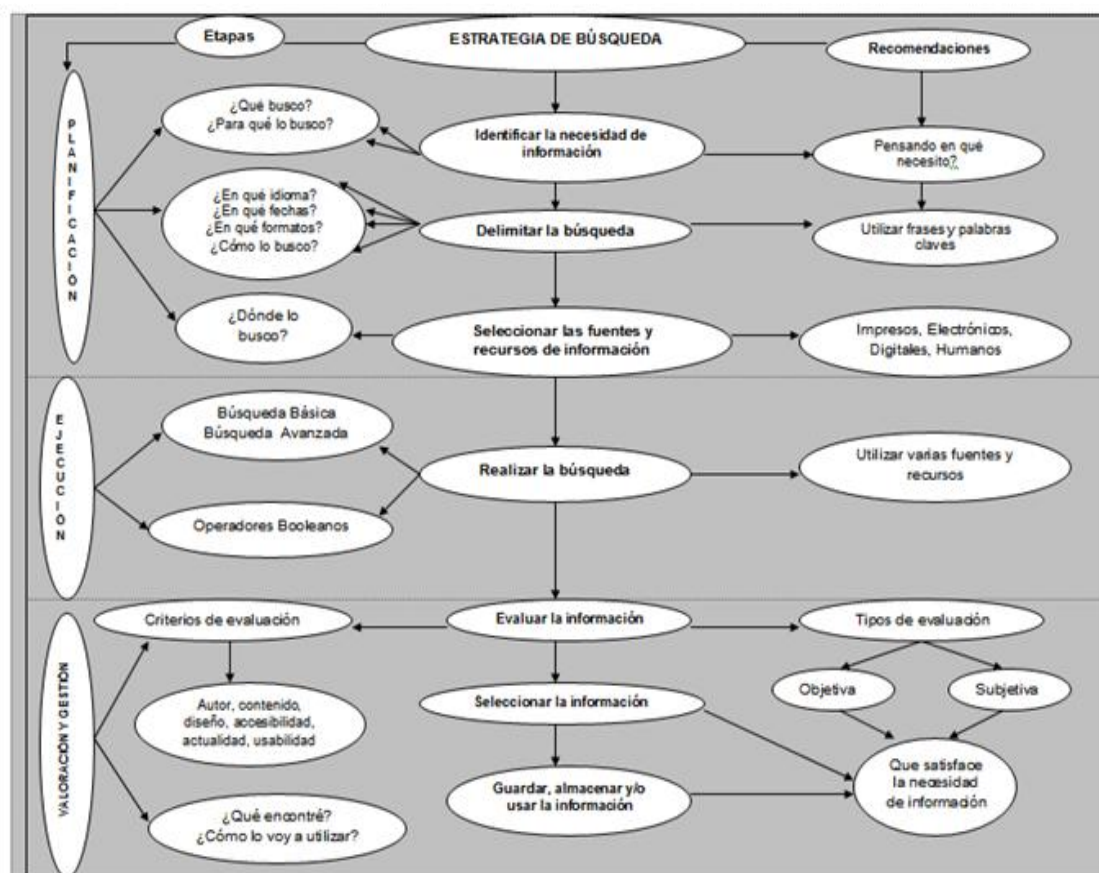 Etapas
ESTRATEGIA DE BÚSQUEDA
Recomendaciones
PLANIFICACIÓN
¿Qué busco?
¿Para qué lo busco?
Identificar la necesidad de
información
Pensando en qué
necesito?
¿En qué idioma?
¿En qué fechas?
¿En qué formatos?
¿Cómo lo busco?
Delimitar la búsqueda
Utilizar frases y palabras
claves
¿Dónde lo
busco?
Seleccionar las fuentes y
recursos de información
Impresos, Electrónicos,
Digitales, Humanos
EJECUCIÓN
Búsqueda Básica
Búsqueda Avanzada
Realizar la búsqueda
Utilizar varias fuentes y
recursos
Operadores Booleanos
VALORACIÓN Y GESTIÓN
Criterios de evaluación
Evaluar la información
Tipos de evaluación
Autor, contenido,
diseño, accesibilidad,
actualidad, usabilidad
Seleccionar la información
Objetiva
Subjetiva
Guardar, almacenar y/o
usar la información
Que satisface
la necesidad
de información
¿Qué encontré?
¿Cómo lo voy a utilizar?